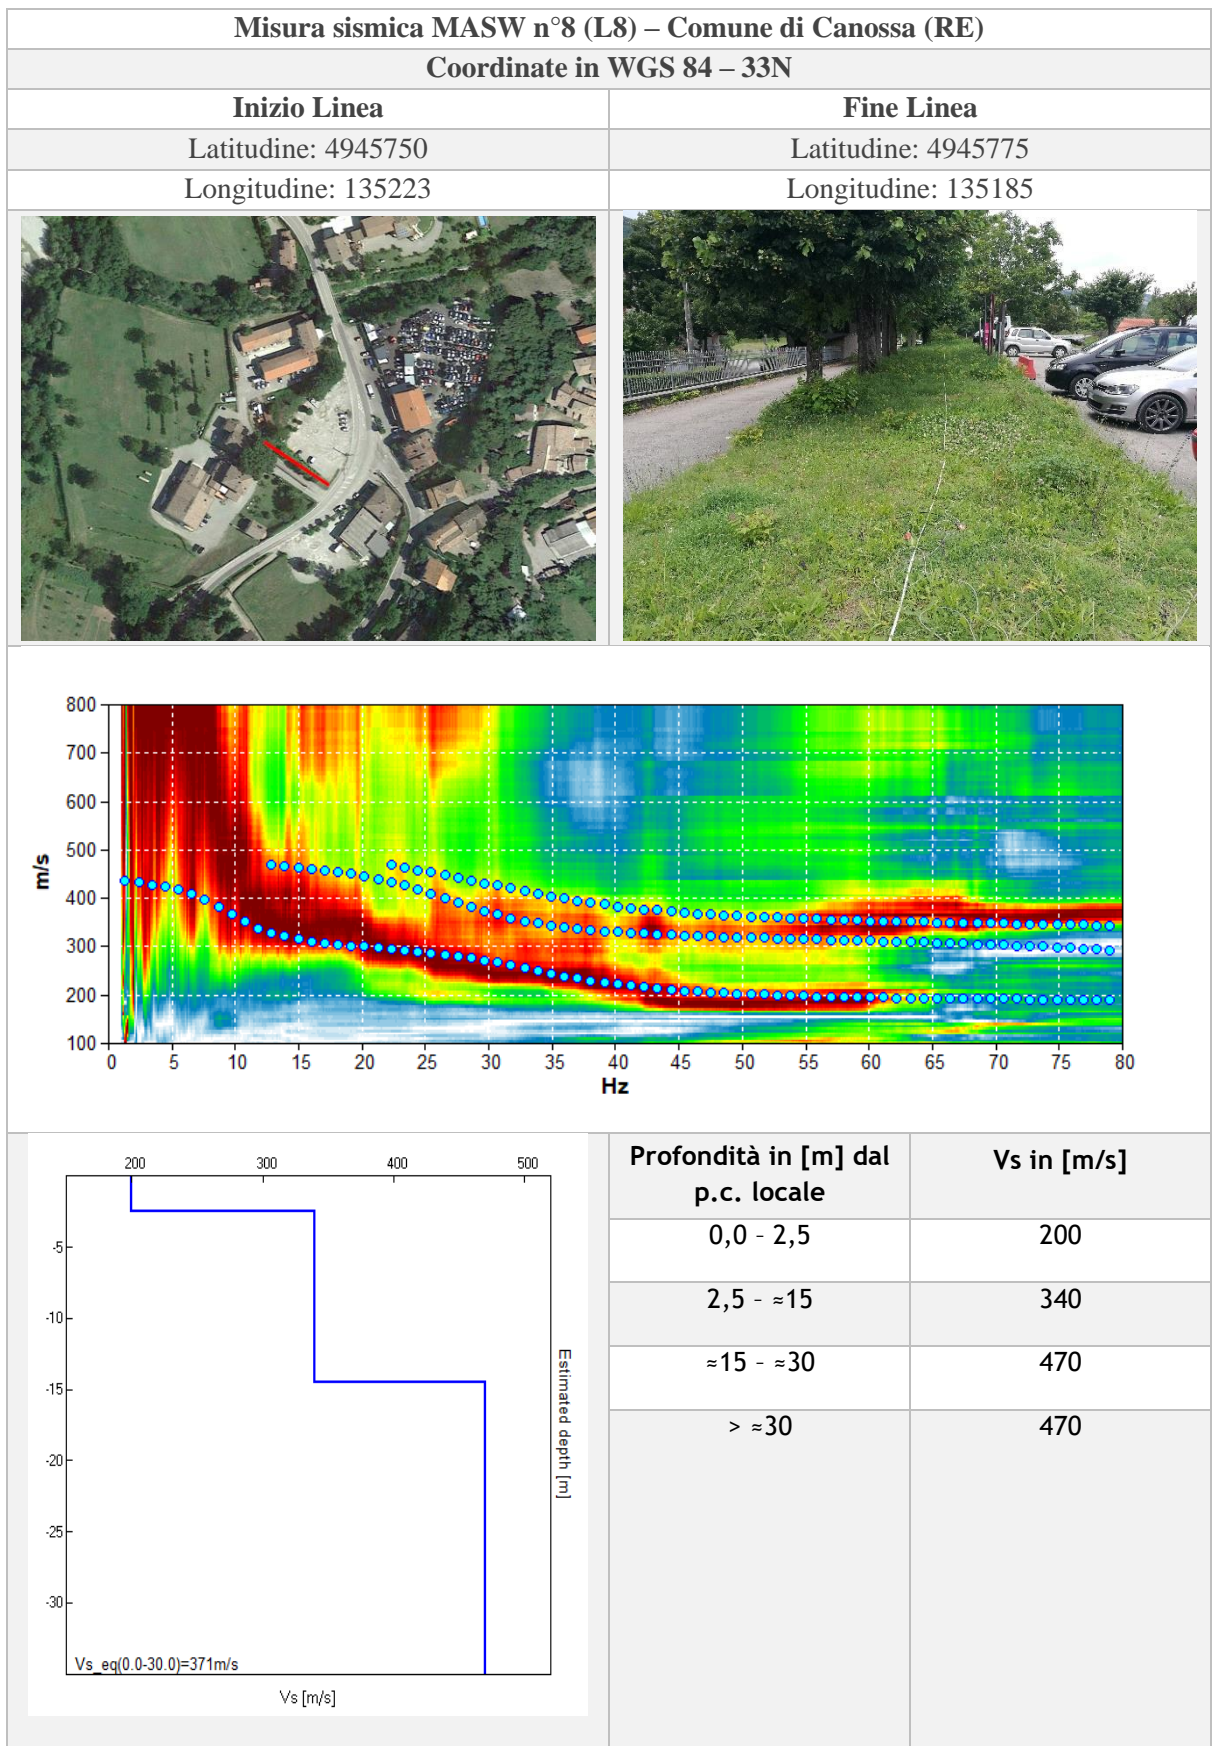 Misura sismica MASW n°8 (L8) – Comune di Canossa (RE)
Coordinate in WGS 84 – 33N
Inizio Linea
Fine Linea
Latitudine: 4945750
Latitudine: 4945775
Longitudine: 135223
Longitudine: 135185
800
700
600
500
400
300
200
100
m/s
0 5 10 15 20 25 30 35 40 45 50 55 60 65 70 75 80
Hz
200 300 400 500
-5
-10
-15
-20
-25
-30
Estimated depth [m]
Vs_eq(0.0-30.0)=371m/s
Vs [m/s]
Profondità in [m] dal
p.c. locale
Vs in [m/s]
0,0 – 2,5
200
2,5 – ≈15
340
≈15 – ≈30
470
> ≈30
470